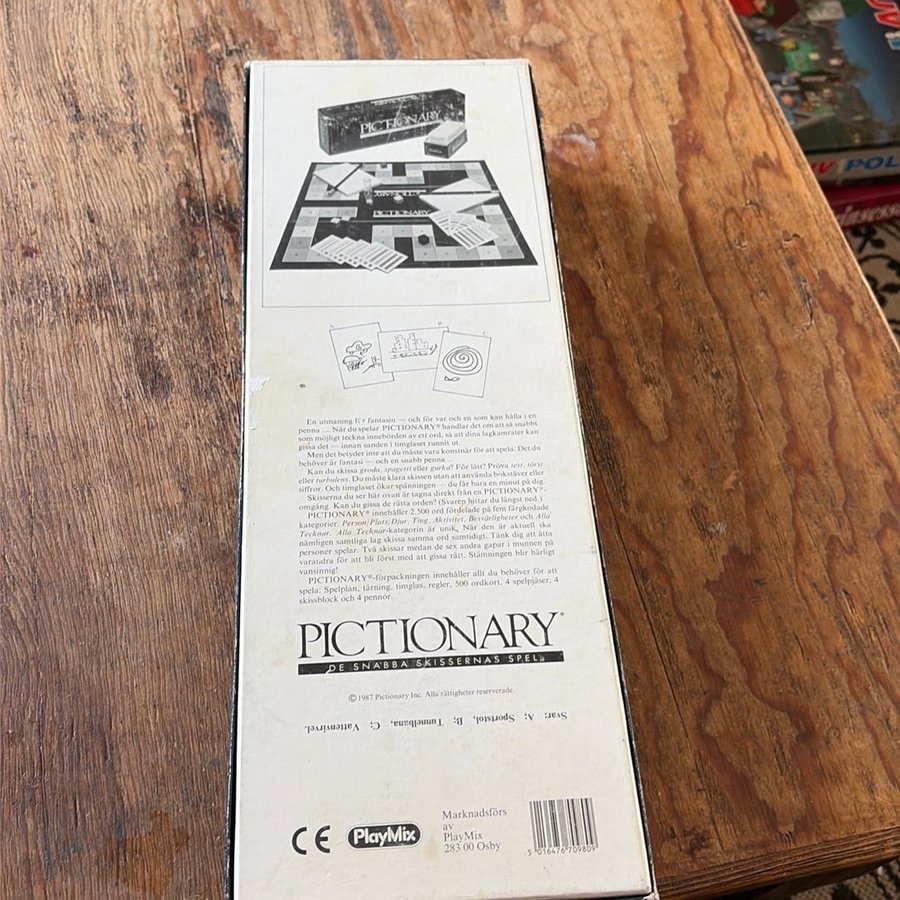 PICTIONARY
PICTIONARY
PICTIONARY
A
B
C
En utmaning för fantasin — och för var och en som kan hålla i en
penna .... När du spelar PICTIONARY® handlar det om att så snabbt
som möjligt teckna innebörden av ett ord, så att dina lagkamrater kan
gissa det — innan sanden i timglaset runnit ut.
Men det betyder inte att du måste vara konstnär för att spela. Det du
behöver är fantasi — och en snabb penna ...
Kan du skissa groda, spagetti eller gurka? För lätt? Pröva test, törst
eller turbulens. Du måste klara skissen utan att använda bokstäver eller
siffror. Och timglaset ökar spänningen — du får bara en minut på dig.
Skisserna du ser här ovan är tagna direkt från en PICTIONARY®-
omgång. Kan du gissa de rätta orden? (Svaren hittar du längst ned.)
PICTIONARY® innehåller 2.500 ord fördelade på fem färgkodade
kategorier: Person/Plats/Djur, Ting, Aktivitet, Besvärligheter och Alla
Tecknar. Alla Tecknar-kategorin är unik. När den är aktuell ska
nämligen samtliga lag skissa samma ord samtidigt. Tänk dig att åtta
personer spelar. Två skissar medan de sex andra gapar i munnen på
varandra för att bli först med att gissa rätt. Stämningen blir härligt
vansinnig!
PICTIONARY®-förpackningen innehåller allt du behöver för att
spela: Spelplan, tärning, timglas, regler, 500 ordkort, 4 spelpjäser, 4
skissblock och 4 pennor.
PICTIONARY®
DE SNABBA SKISSERNAS SPEL
©1987 Pictionary Inc. Alla rättigheter reserverade.
Svar: A; Sportstol, B; Tunnelbana, C; Vattenvirvel.
CE
PlayMix
Marknadsförs
av
PlayMix
283 00 Osby
5 016476 709809
POL